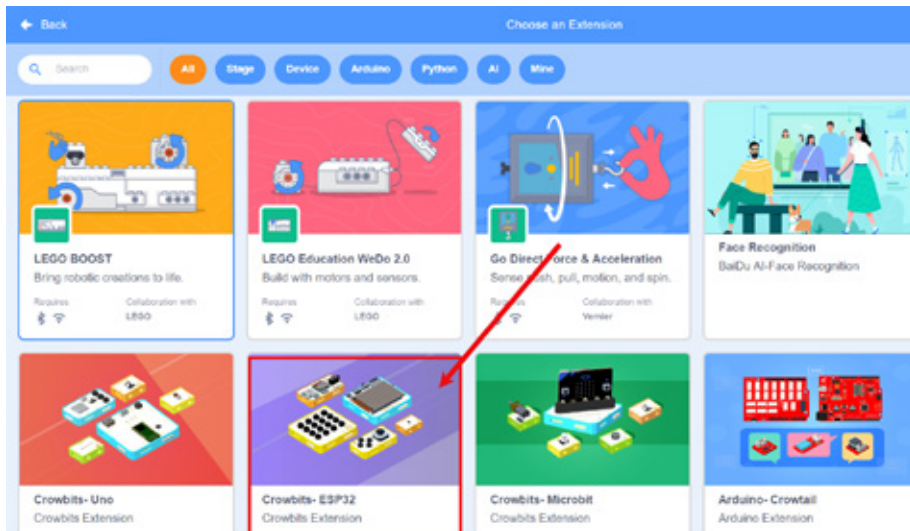 Back
Choose an Extension
Search
All
Stage
Device
Arduino
Python
AI
Mine
LEGO BOOST
Bring robotic creations to life.
Requires
Collaboration with
LEGO
LEGO Education WeDo 2.0
Build with motors and sensors.
Requires
Collaboration with
LEGO
Go Direct Force & Acceleration
Sense push, pull, motion, and spin.
Requires
Collaboration with
Vernier
Face Recognition
BaiDu AI-Face Recognition
Crowbits- Uno
Crowbits Extension
Crowbits- ESP32
Crowbits Extension
Crowbits- Microbit
Crowbits Extension
Arduino- Crowtail
Arduino Extension